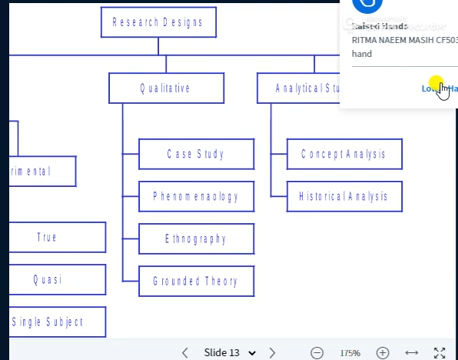 Research Designs
Raised Hands
RITMA NAEEM MASIH CF503
hand
Qualitative
Analytical Stu
Case Study
Concept Analysis
rimental
Phenomenaology
Historical Analysis
True
Ethnography
Quasi
Grounded Theory
Single Subject
Slide 13
175%